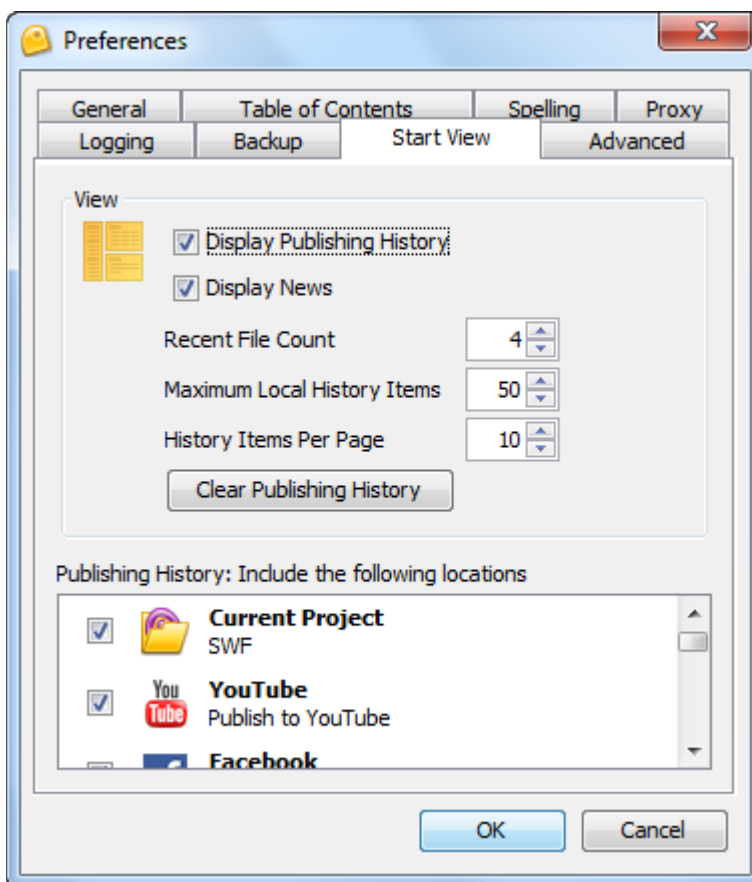 Preferences
General Table of Contents Spelling Proxy
Logging Backup Start View Advanced
View
Display Publishing History
Display News
Recent File Count 4
Maximum Local History Items 50
History Items Per Page 10
Clear Publishing History
Publishing History: Include the following locations
Current Project
SWF
You Tube
YouTube
Publish to YouTube
Facebook
OK Cancel